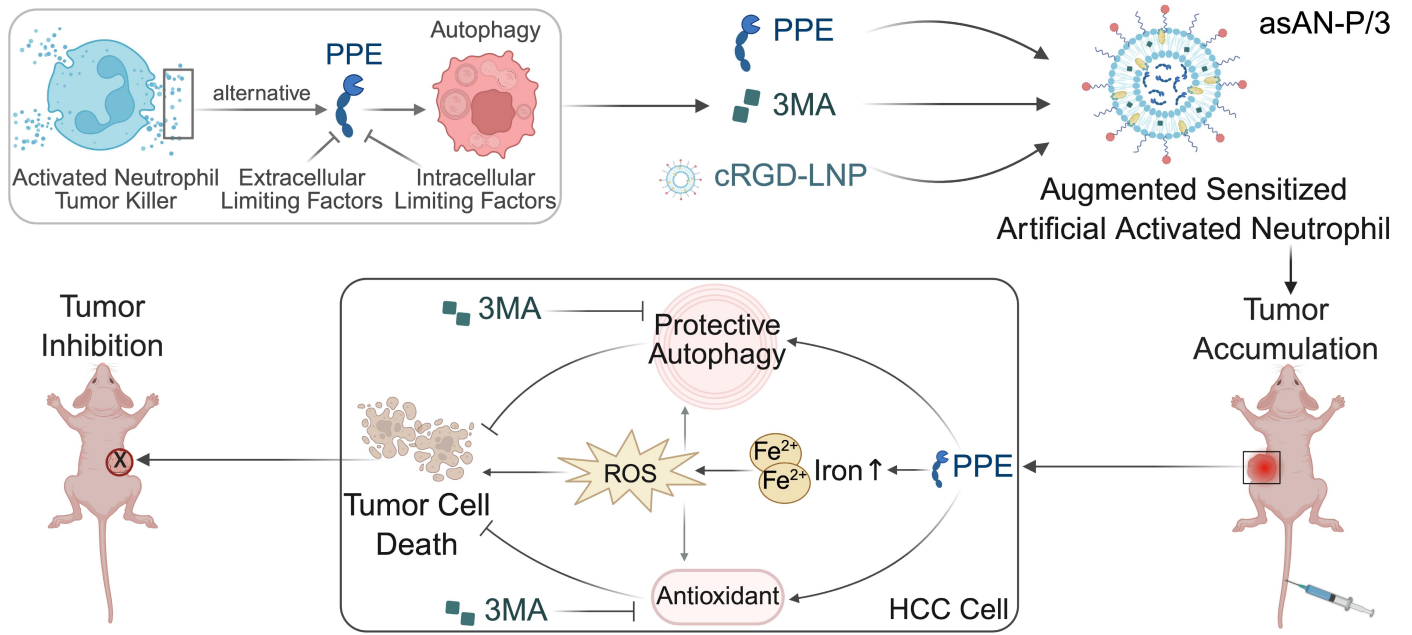 Autophagy
PPE
alternative
Activated Neutrophil
Tumor Killer
Extracellular
Limiting Factors
Intracellular
Limiting Factors
PPE
3MA
cRGD-LNP
asAN-P/3
Augmented Sensitized
Artificial Activated Neutrophil
Tumor
Accumulation
Tumor
Inhibition
X
3MA
Protective
Autophagy
ROS
Fe²⁺
Fe²⁺
Iron↑
PPE
Tumor Cell
Death
3MA
Antioxidant
HCC Cell